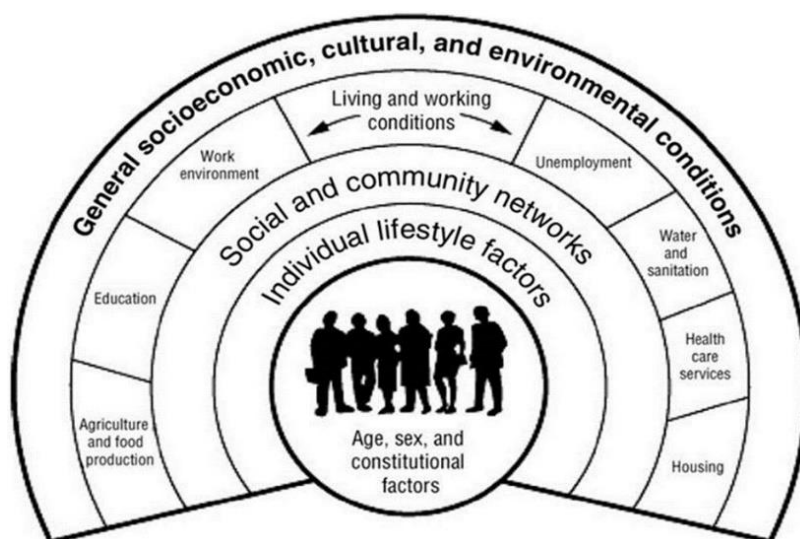 General socioeconomic, cultural, and environmental conditions
Living and working
conditions
Work
environment
Unemployment
Social and community networks
Individual lifestyle factors
Education
Water
and
sanitation
Agriculture
and food
production
Health
care
services
Housing
Age, sex, and
constitutional
factors